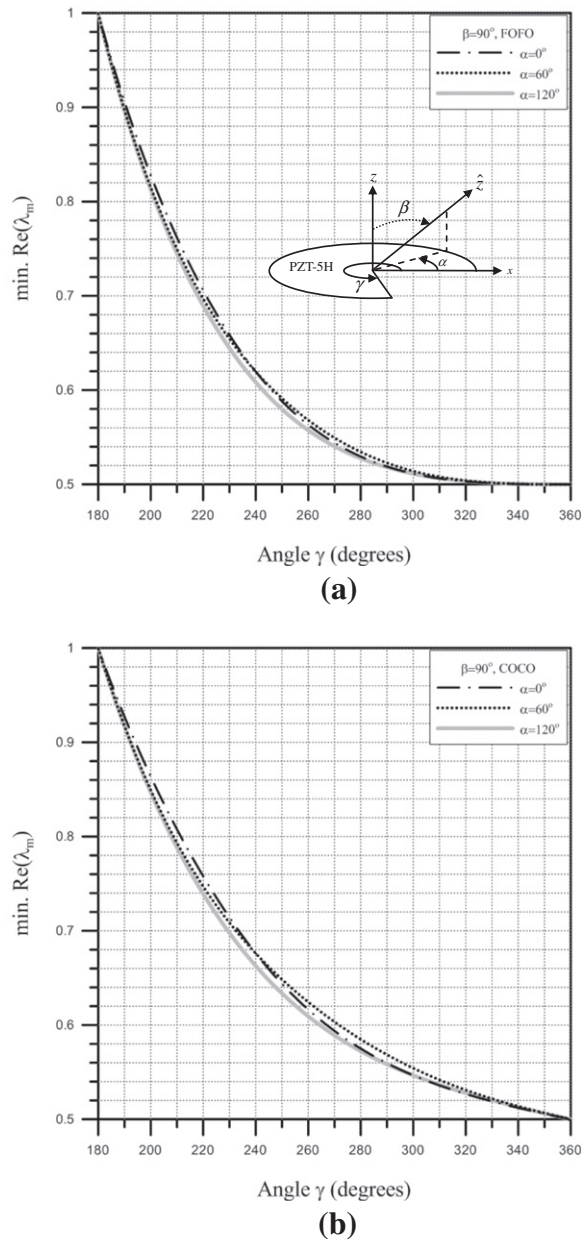 1
0.9
0.8
0.7
0.6
0.5
min. Re(λm)
β=90°, FOFO
α=0°
α=60°
α=120°
z
ẑ
β
PZT-5H
α
x
γ
180 200 220 240 260 280 300 320 340 360
Angle γ (degrees)
(a)
1
0.9
0.8
0.7
0.6
0.5
min. Re(λm)
β=90°, COCO
α=0°
α=60°
α=120°
180 200 220 240 260 280 300 320 340 360
Angle γ (degrees)
(b)